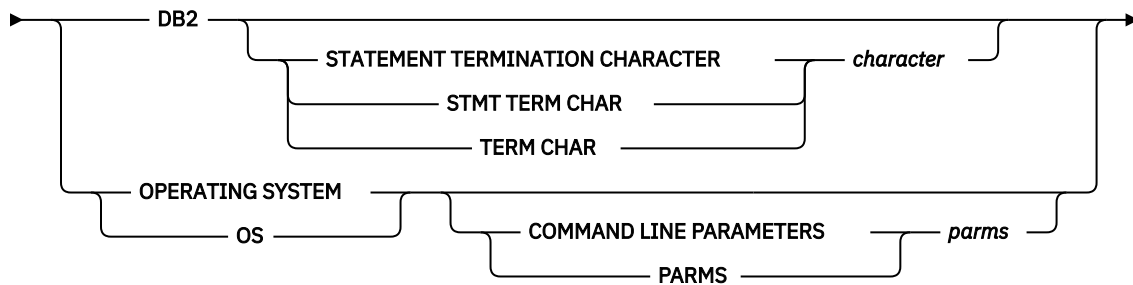 DB2
STATEMENT TERMINATION CHARACTER character
STMT TERM CHAR
TERM CHAR
OPERATING SYSTEM
OS
COMMAND LINE PARAMETERS parms
PARMS